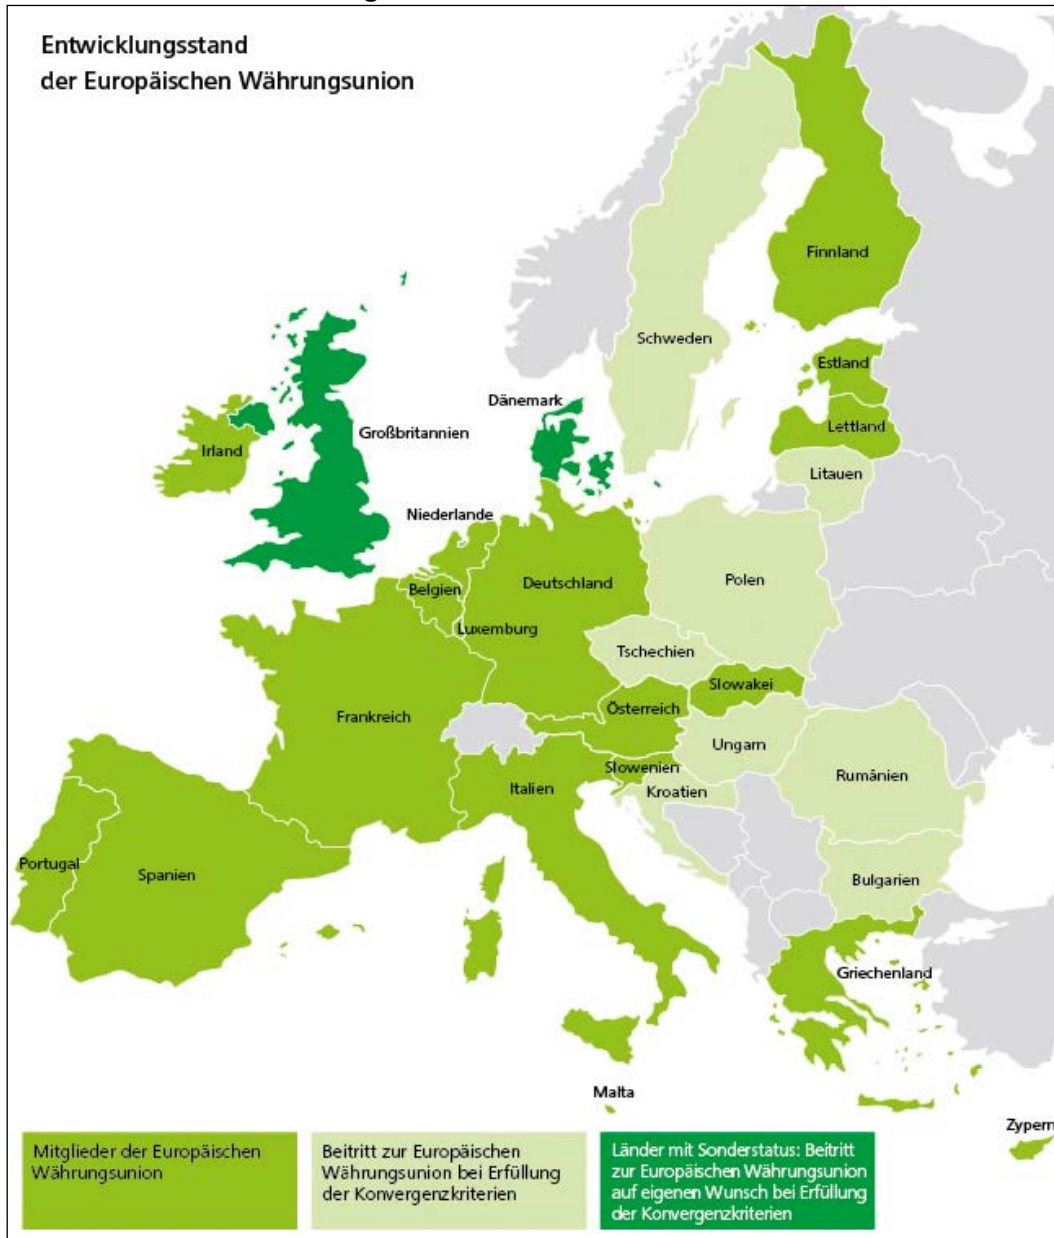 Entwicklungsstand
der Europäischen Währungsunion
Finnland
Schweden
Estland
Dänemark
Lettland
Großbritannien
Irland
Litauen
Niederlande
Deutschland
Polen
Belgien
Luxemburg
Tschechien
Slowakei
Österreich
Frankreich
Ungarn
Slowenien
Rumänien
Italien
Kroatien
Portugal
Spanien
Bulgarien
Griechenland
Malta
Zypern
Mitglieder der Europäischen
Währungsunion
Beitritt zur Europäischen
Währungsunion bei Erfüllung
der Konvergenzkriterien
Länder mit Sonderstatus: Beitritt
zur Europäischen Währungsunion
auf eigenen Wunsch bei Erfüllung
der Konvergenzkriterien